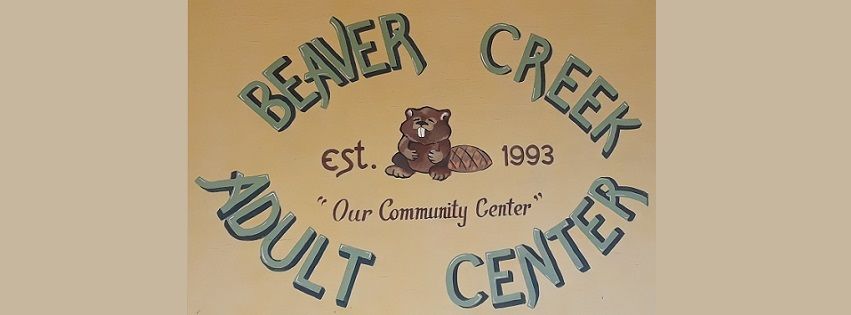 BEAVER CREEK
Est. 1993
"Our Community Center"
ADULT CENTER